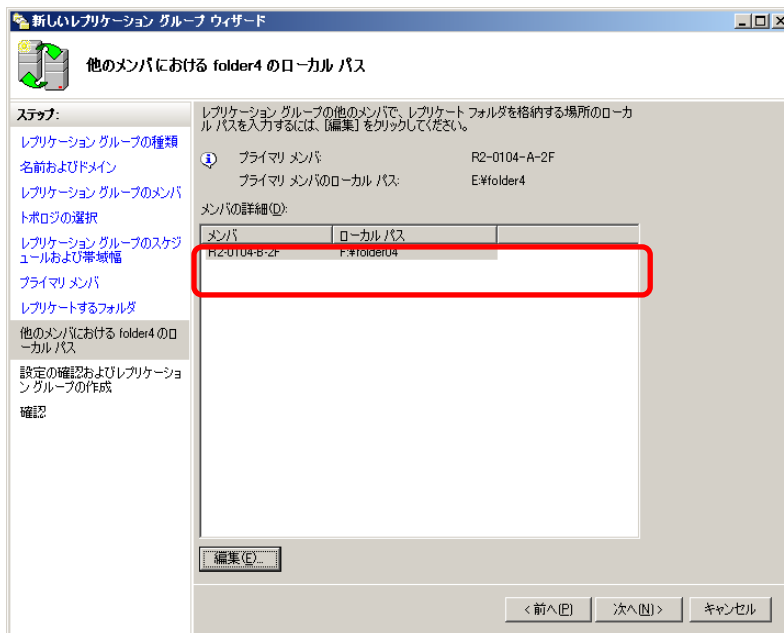 新しいレプリケーション グループ ウィザード
他のメンバにおける folder4 のローカル パス
ステップ:
レプリケーション グループの種類
名前およびドメイン
レプリケーション グループのメンバ
トポロジの選択
レプリケーション グループのスケジ
ュールおよび帯域幅
プライマリ メンバ
レプリケートするフォルダ
他のメンバにおける folder4 のロ
ーカル パス
設定の確認およびレプリケーショ
ン グループの作成
確認
レプリケーション グループの他のメンバで、レプリケート フォルダを格納する場所のローカ
ル パスを入力するには、[編集] をクリックしてください。
プライマリ メンバ: R2-0104-A-2F
プライマリ メンバのローカル パス: E:¥folder4
メンバの詳細(D):
メンバ ローカル パス
R2-0104-B-2F F:¥folder04
編集(E)...
< 前へ(P) 次へ(N) > キャンセル